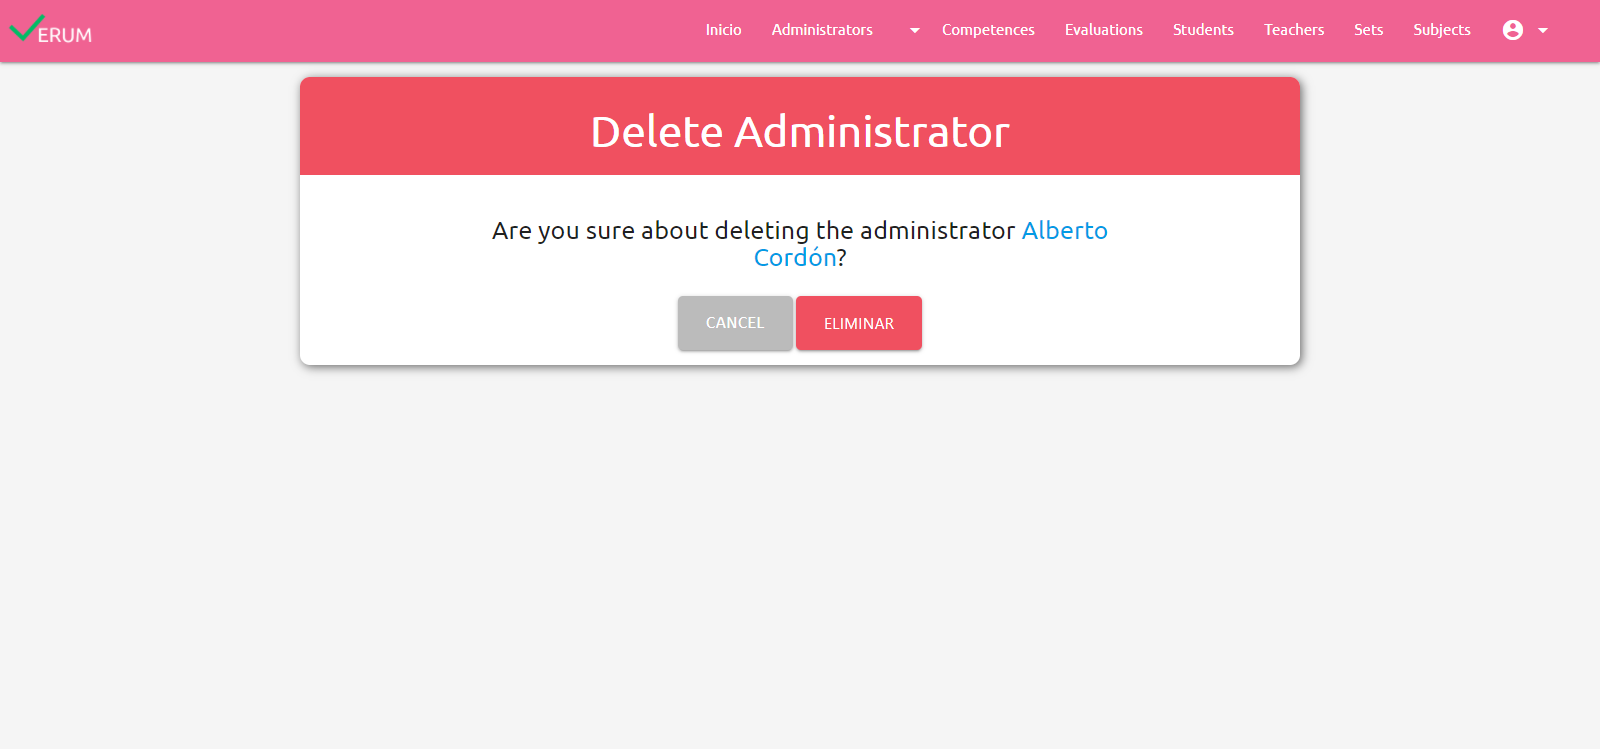 ERUM Inicio Administrators Competences Evaluations Students Teachers Sets Subjects
Delete Administrator
Are you sure about deleting the administrator Alberto
Cordón?
CANCEL ELIMINAR